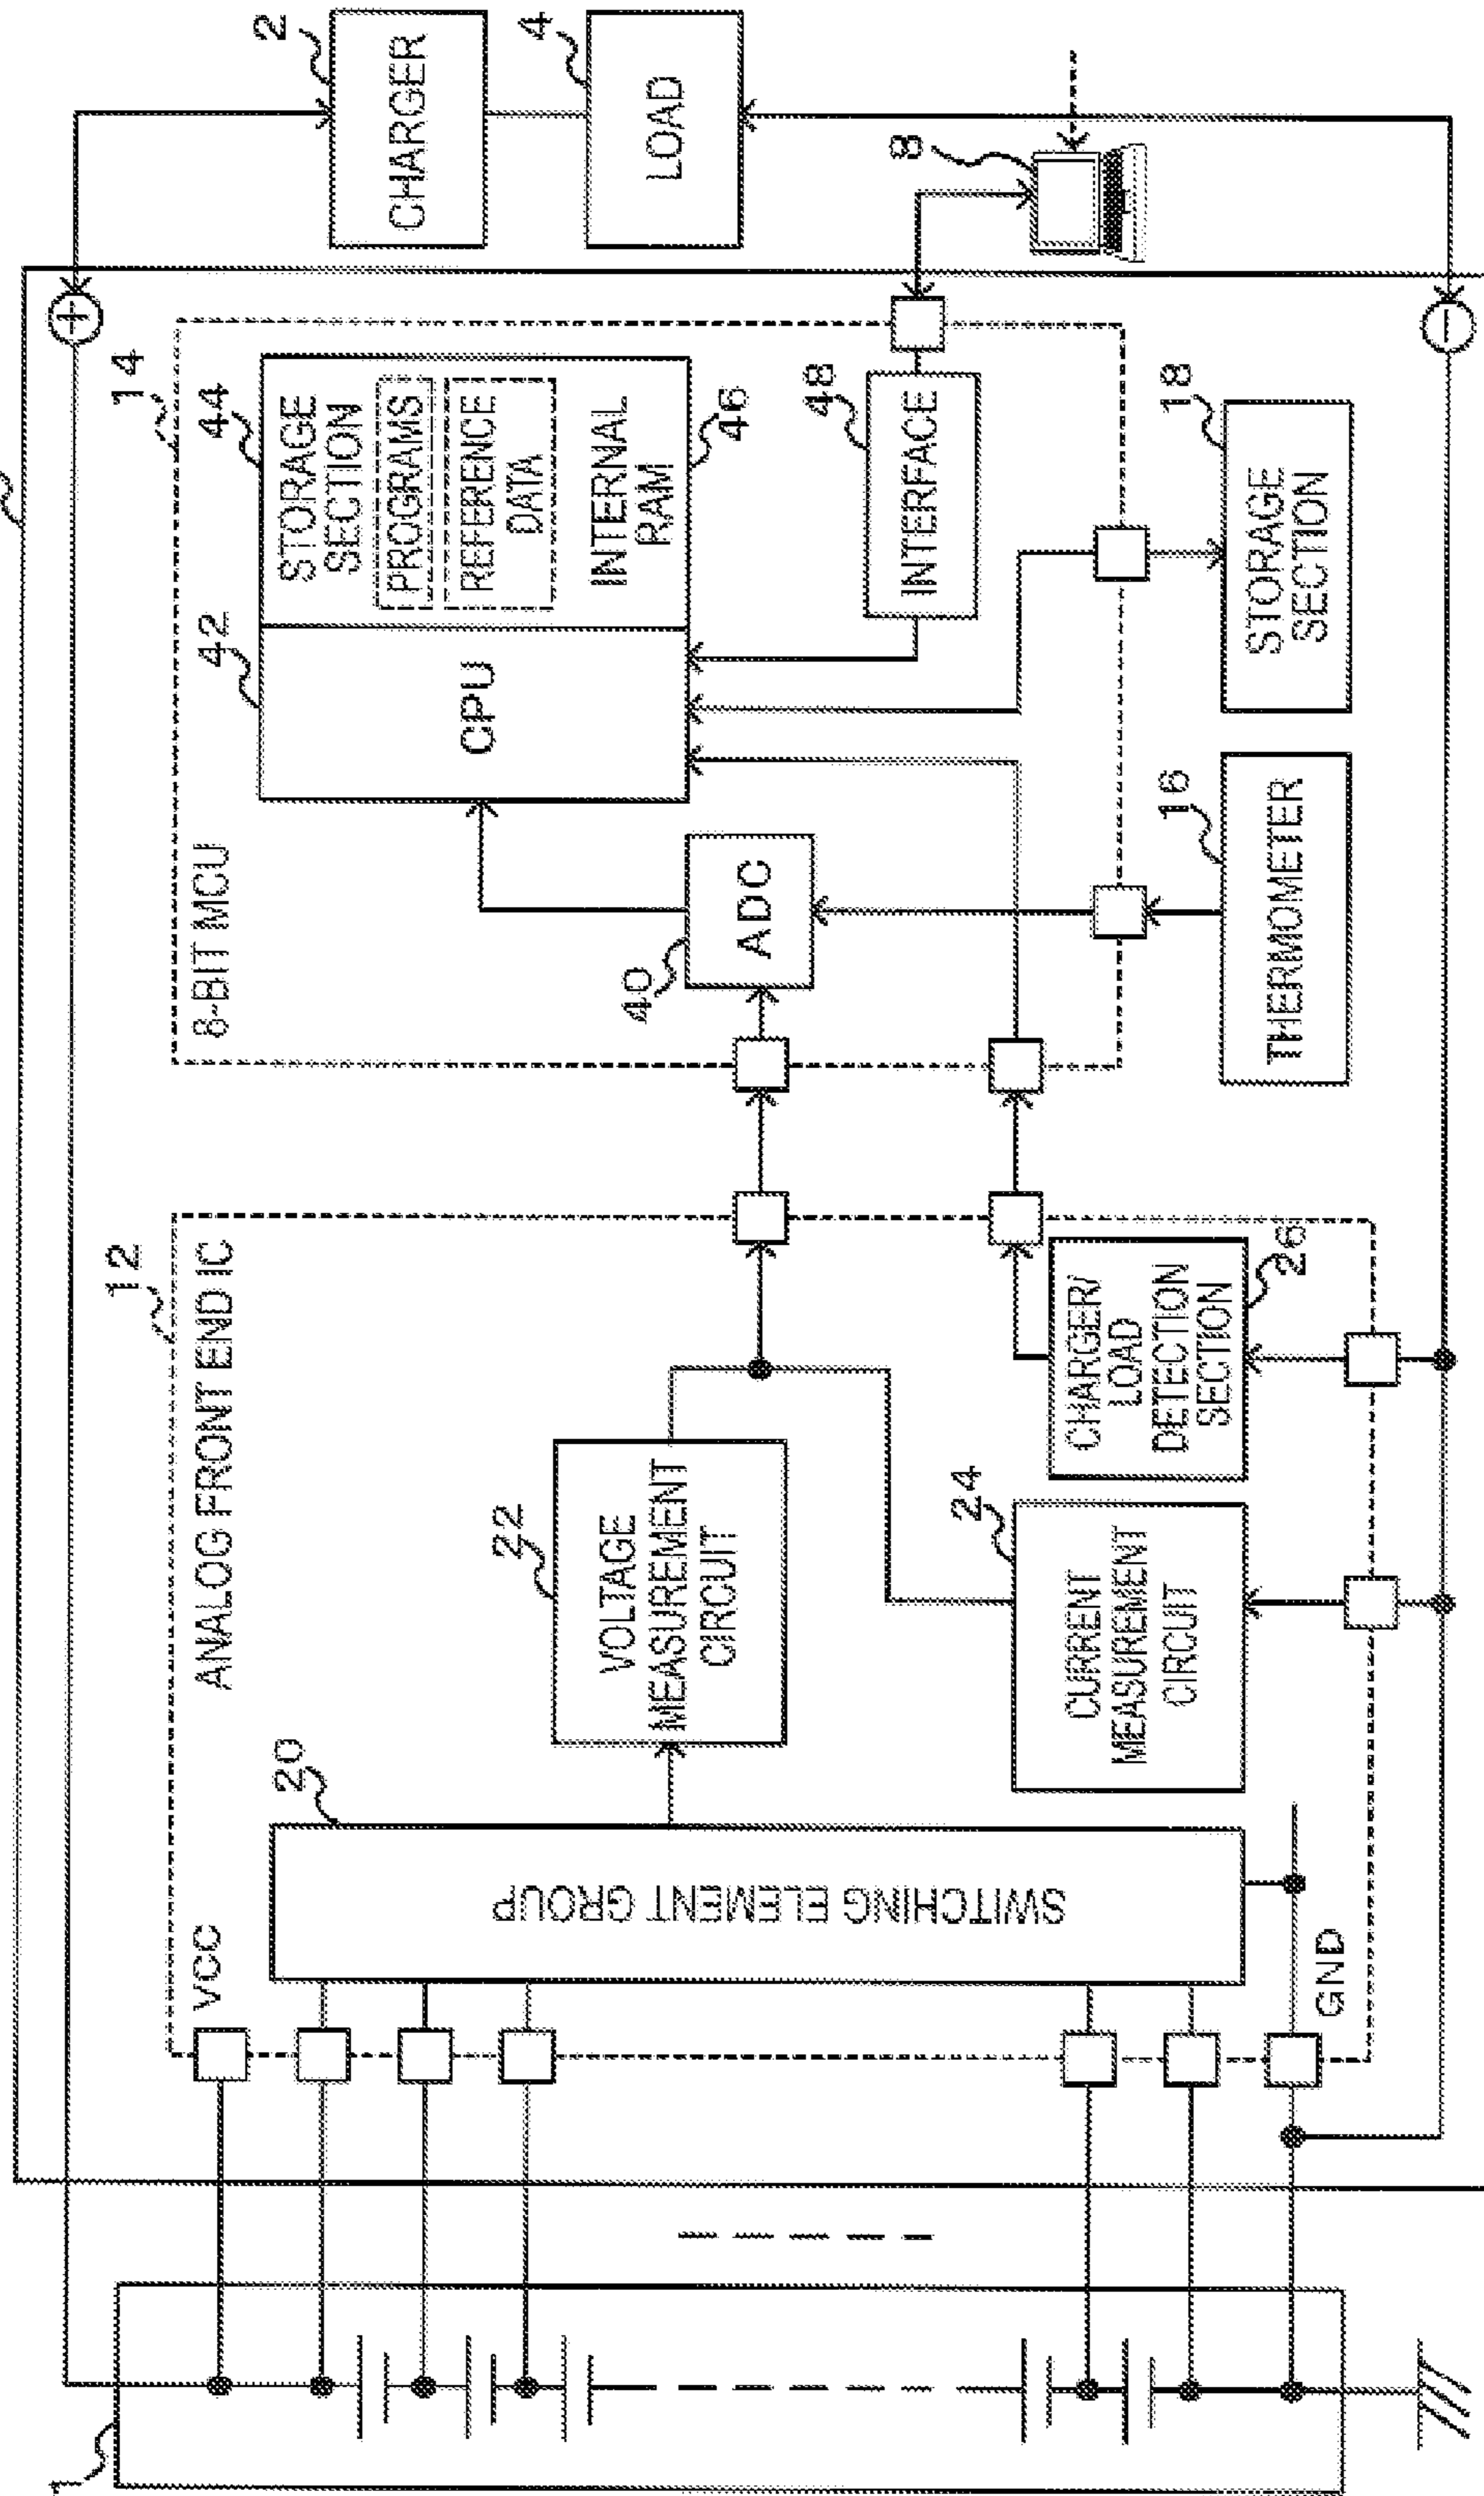 1
12
ANALOG FRONT END IC
VCC
20
SWITCHING ELEMENT GROUP
22
VOLTAGE
MEASUREMENT
CIRCUIT
24
CURRENT
MEASUREMENT
CIRCUIT
CHARGER/
LOAD
DETECTION
SECTION
26
GND
14
8-BIT MCU
40
ADC
42
CPU
44
STORAGE
SECTION
PROGRAMS
REFERENCE
DATA
INTERNAL
RAM
46
48
INTERFACE
16
THERMOMETER
18
STORAGE
SECTION
+
−
2
CHARGER
4
LOAD
8